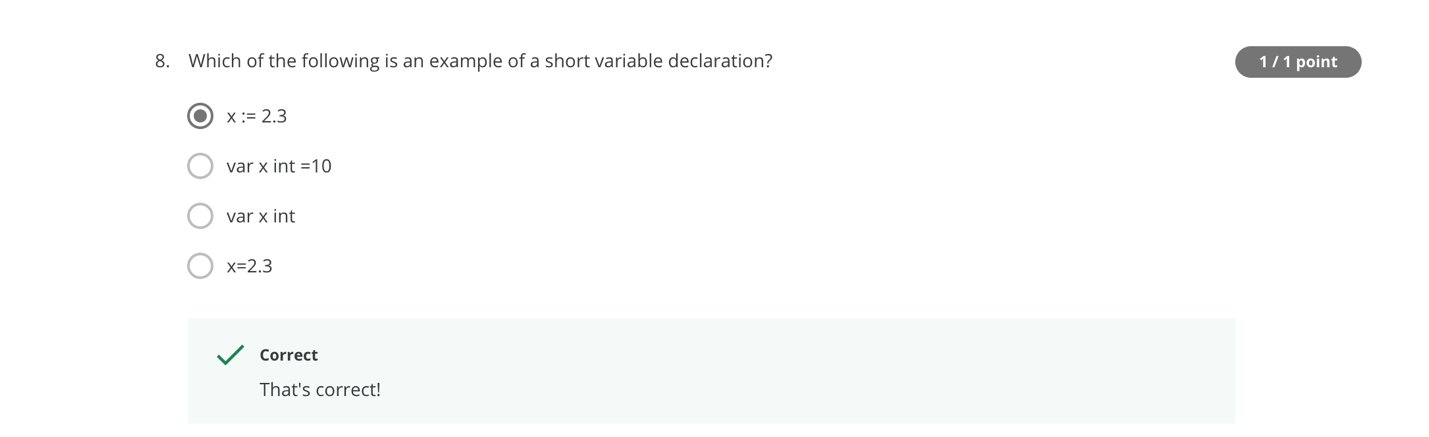 8. Which of the following is an example of a short variable declaration?
1 / 1 point
x := 2.3
var x int =10
var x int
x=2.3
Correct
That's correct!